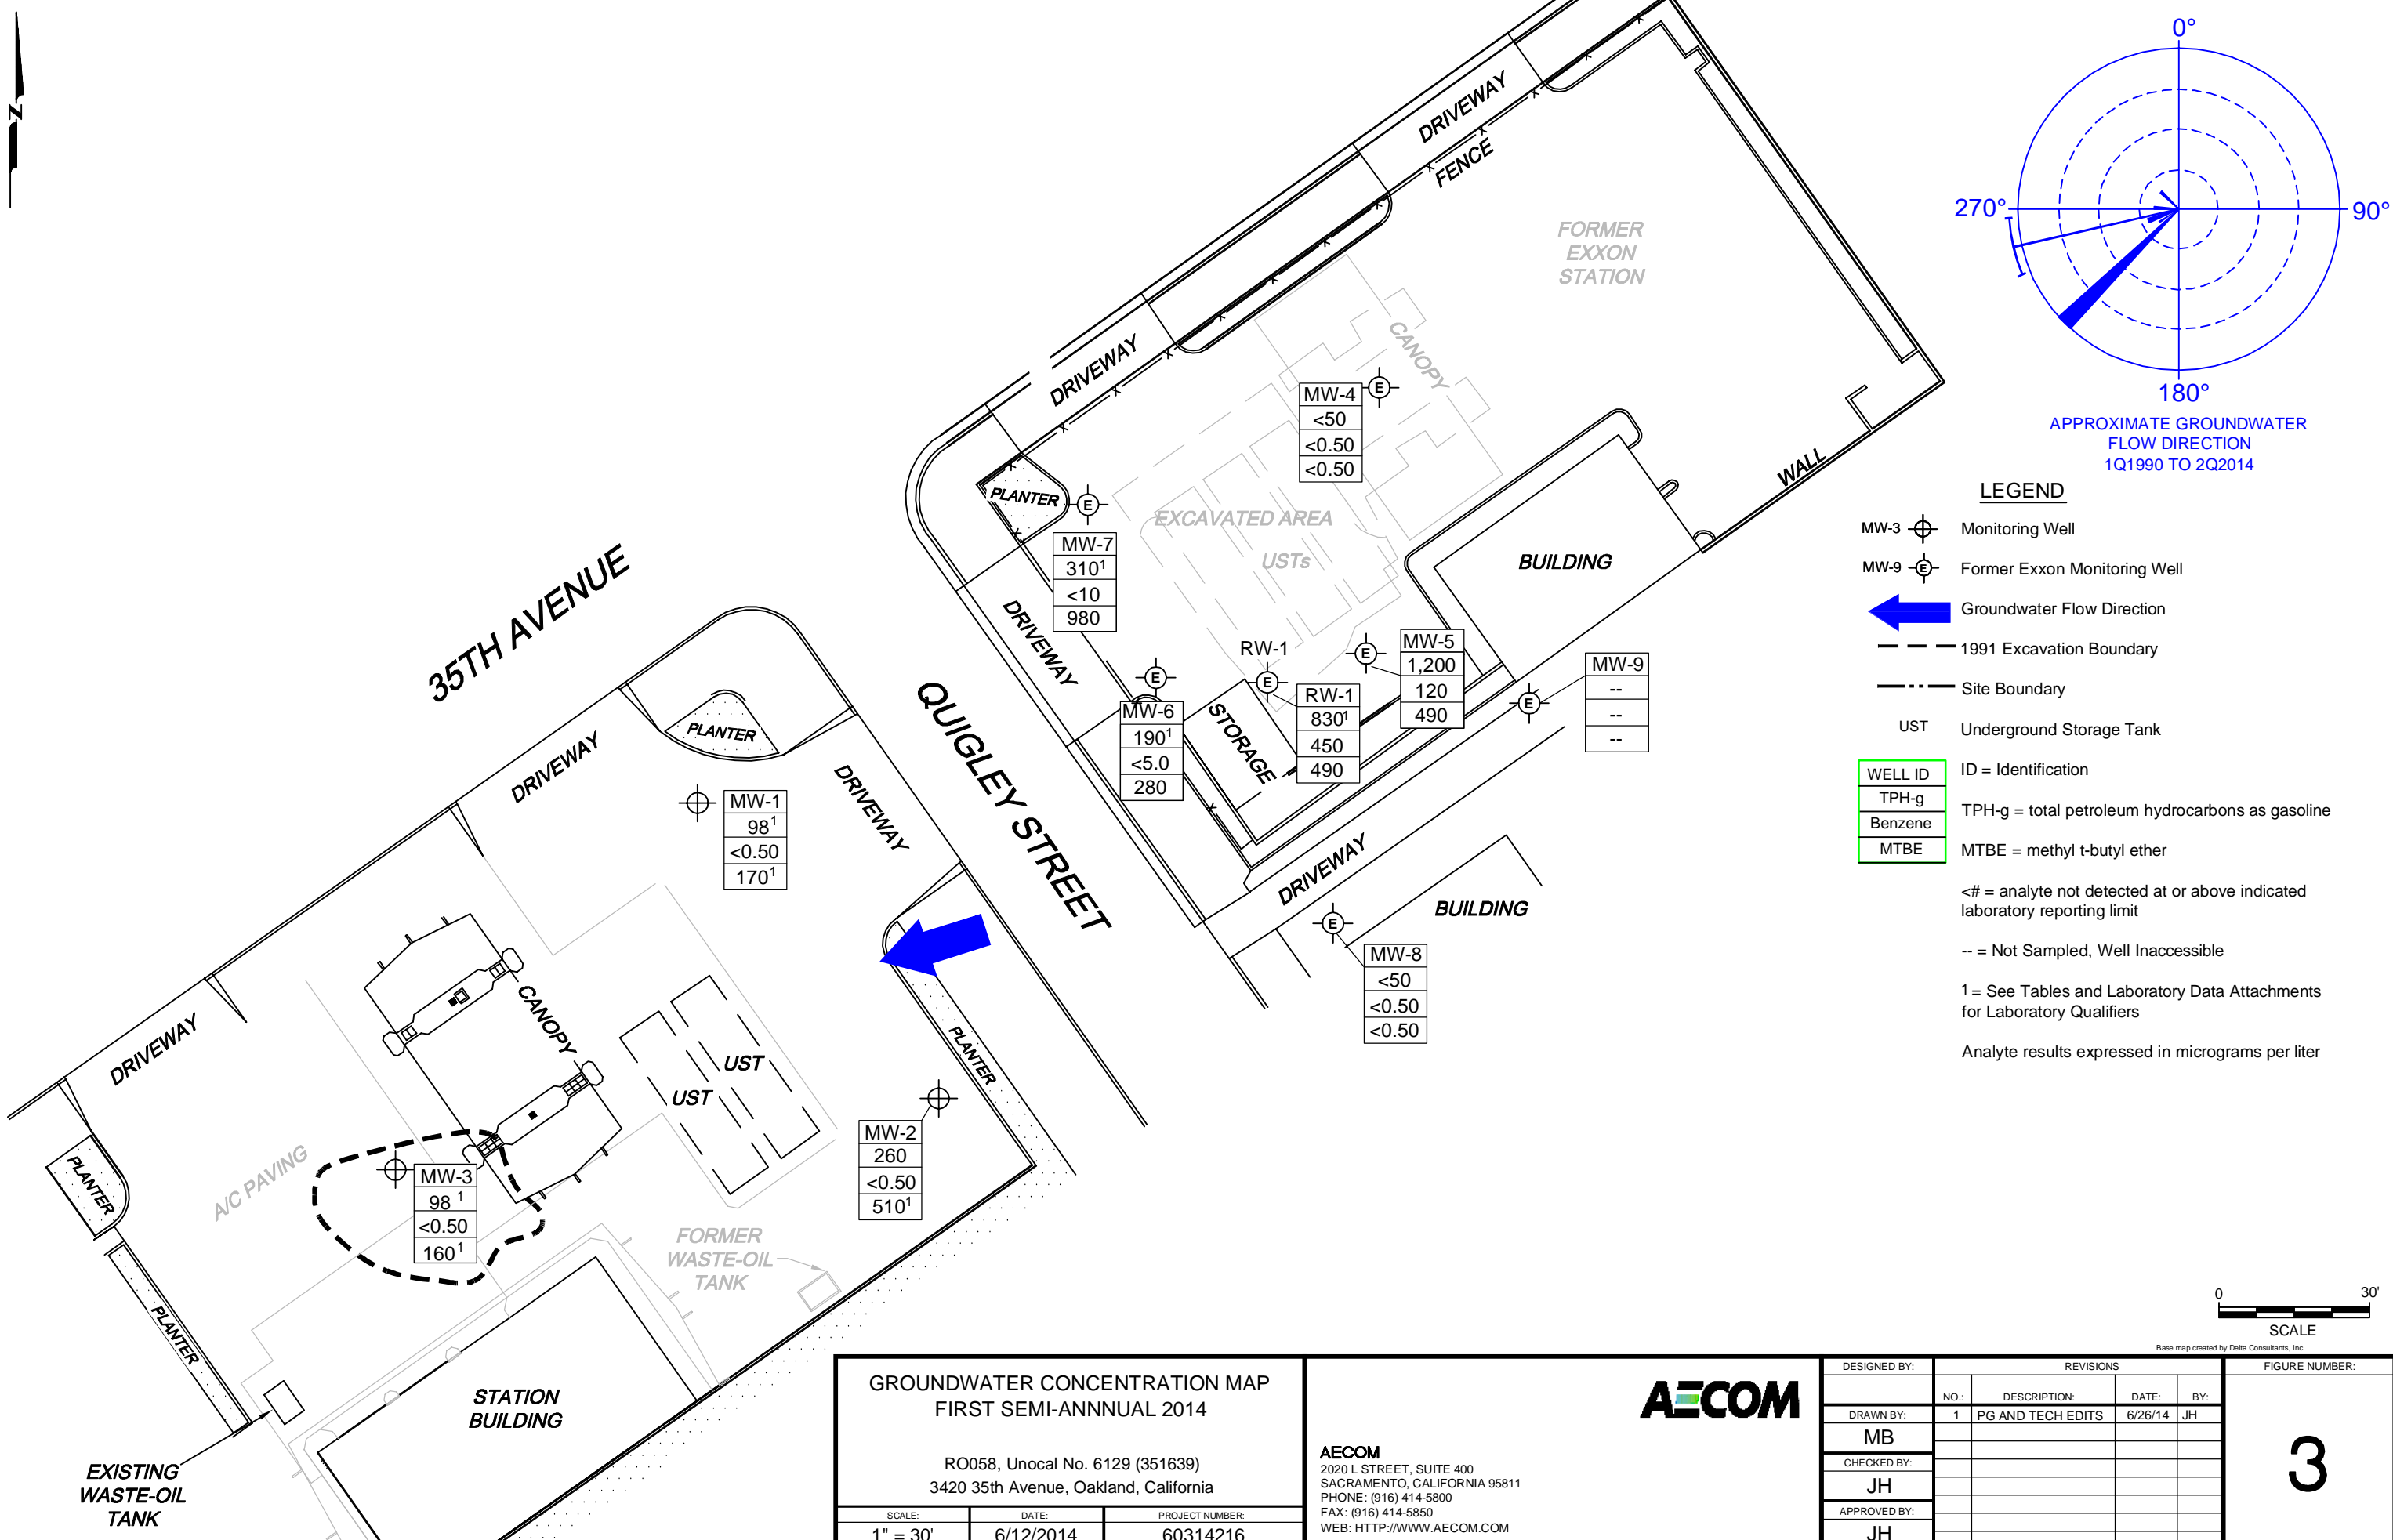 N
DRIVEWAY
FENCE
FORMER
EXXON
STATION
CANOPY
DRIVEWAY
MW-4
<50
<0.50
<0.50
PLANTER
EXCAVATED AREA
USTs
WALL
BUILDING
MW-7
310¹
<10
980
DRIVEWAY
35TH AVENUE
QUIGLEY STREET
RW-1
MW-5
1,200
120
490
MW-9
--
--
--
RW-1
830¹
450
490
MW-6
190¹
<5.0
280
STORAGE
PLANTER
DRIVEWAY
DRIVEWAY
MW-1
98¹
<0.50
170¹
DRIVEWAY
BUILDING
MW-8
<50
<0.50
<0.50
CANOPY
DRIVEWAY
UST
UST
PLANTER
MW-2
260
<0.50
510¹
A/C PAVING
PLANTER
MW-3
98 ¹
<0.50
160¹
FORMER
WASTE-OIL
TANK
PLANTER
STATION
BUILDING
EXISTING
WASTE-OIL
TANK
E
E
E
E
E
E
E
0°
270°
90°
180°
APPROXIMATE GROUNDWATER
FLOW DIRECTION
1Q1990 TO 2Q2014
LEGEND
MW-3 Monitoring Well
MW-9 E Former Exxon Monitoring Well
Groundwater Flow Direction
1991 Excavation Boundary
Site Boundary
UST Underground Storage Tank
WELL ID
TPH-g
Benzene
MTBE
ID = Identification
TPH-g = total petroleum hydrocarbons as gasoline
MTBE = methyl t-butyl ether
<# = analyte not detected at or above indicated
laboratory reporting limit
-- = Not Sampled, Well Inaccessible
1 = See Tables and Laboratory Data Attachments
for Laboratory Qualifiers
Analyte results expressed in micrograms per liter
0 30'
SCALE
Base map created by Delta Consultants, Inc.
GROUNDWATER CONCENTRATION MAP
FIRST SEMI-ANNNUAL 2014
RO058, Unocal No. 6129 (351639)
3420 35th Avenue, Oakland, California
SCALE: DATE: PROJECT NUMBER:
1" = 30' 6/12/2014 60314216
AECOM
AECOM
2020 L STREET, SUITE 400
SACRAMENTO, CALIFORNIA 95811
PHONE: (916) 414-5800
FAX: (916) 414-5850
WEB: HTTP://WWW.AECOM.COM
DESIGNED BY:
DRAWN BY:
MB
CHECKED BY:
JH
APPROVED BY:
JH
REVISIONS
NO.: DESCRIPTION: DATE: BY:
1 PG AND TECH EDITS 6/26/14 JH
FIGURE NUMBER:
3